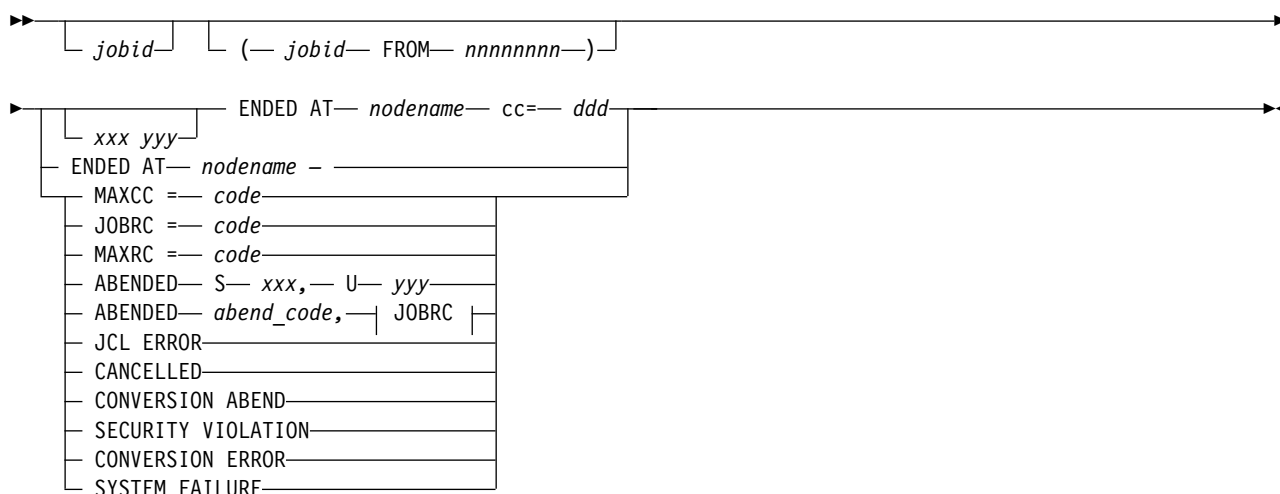 jobid ( jobid FROM nnnnnnnn )
xxx yyy ENDED AT nodename cc= ddd
ENDED AT nodename –
MAXCC = code
JOBRC = code
MAXRC = code
ABENDED S xxx, U yyy
ABENDED abend_code, JOBRC
JCL ERROR
CANCELLED
CONVERSION ABEND
SECURITY VIOLATION
CONVERSION ERROR
SYSTEM FAILURE